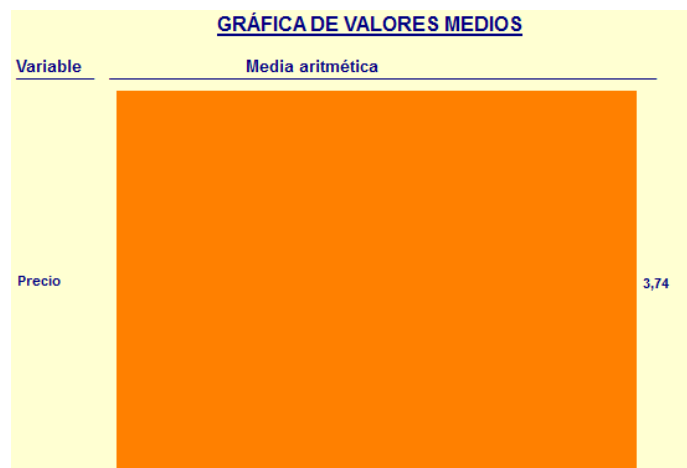 GRÁFICA DE VALORES MEDIOS
Variable Media aritmética
Precio 3,74